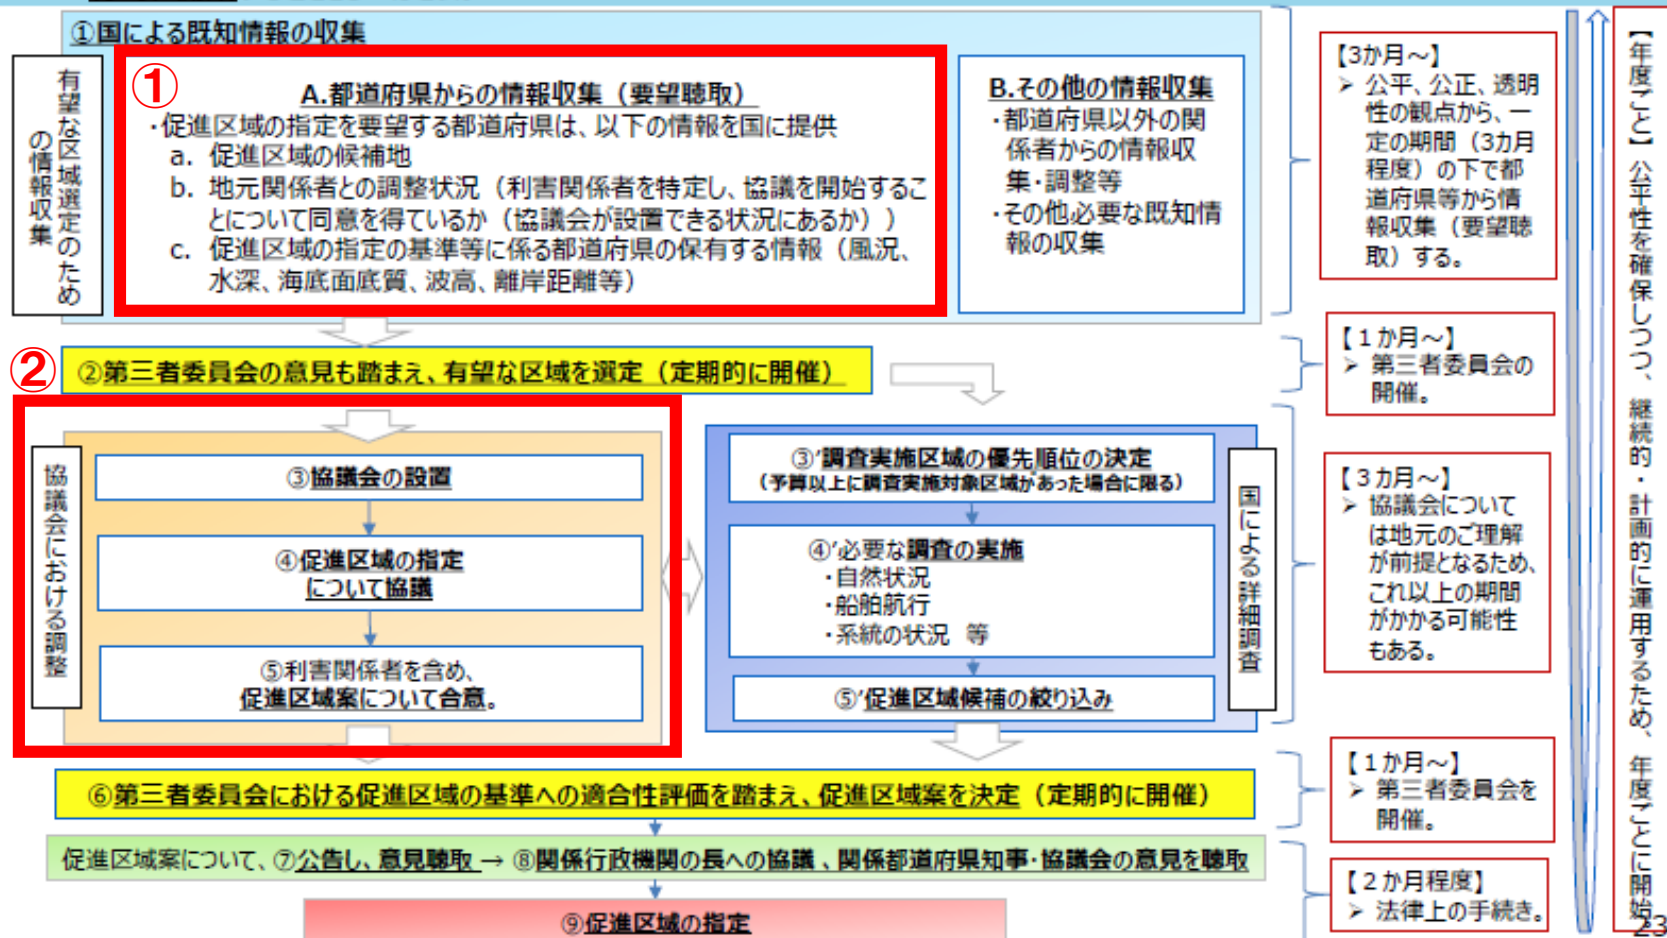 ①国による既知情報の収集
有望な区域選定のため
の情報収集
①
A.都道府県からの情報収集（要望聴取）
・促進区域の指定を要望する都道府県は、以下の情報を国に提供
a. 促進区域の候補地
b. 地元関係者との調整状況（利害関係者を特定し、協議を開始するこ
とについて同意を得ているか（協議会が設置できる状況にあるか））
c. 促進区域の指定の基準等に係る都道府県の保有する情報（風況、
水深、海底面底質、波高、離岸距離等）
B.その他の情報収集
・都道府県以外の関
係者からの情報収
集・調整等
・その他必要な既知情
報の収集
【3か月～】
➢ 公平、公正、透明
性の観点から、一
定の期間（3カ月
程度）の下で都
道府県等から情
報収集（要望聴
取）する。
②
②第三者委員会の意見も踏まえ、有望な区域を選定（定期的に開催）
【１か月～】
➢ 第三者委員会の
開催。
協議会における調整
③協議会の設置
④促進区域の指定
について協議
⑤利害関係者を含め、
促進区域案について合意。
③’調査実施区域の優先順位の決定
（予算以上に調査実施対象区域があった場合に限る）
④’必要な調査の実施
・自然状況
・船舶航行
・系統の状況 等
⑤’促進区域候補の絞り込み
国による詳細調査
【３カ月～】
➢ 協議会について
は地元のご理解
が前提となるため、
これ以上の期間
がかかる可能性
もある。
⑥第三者委員会における促進区域の基準への適合性評価を踏まえ、促進区域案を決定（定期的に開催）
【１か月～】
➢ 第三者委員会を
開催。
促進区域案について、⑦公告し、意見聴取 → ⑧関係行政機関の長への協議 、関係都道府県知事・協議会の意見を聴取
【２か月程度】
➢ 法律上の手続き。
⑨促進区域の指定
【年度ごと】公平性を確保しつつ、継続的・計画的に運用するため、年度ごとに開始。
23